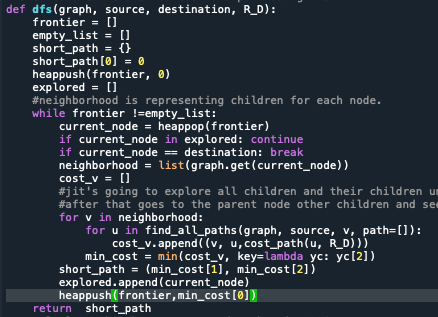 def dfs(graph, source, destination, R_D):
frontier = []
empty_list = []
short_path = {}
short_path[0] = 0
heappush(frontier, 0)
explored = []
#neighborhood is representing children for each node.
while frontier !=empty_list:
current_node = heappop(frontier)
if current_node in explored: continue
if current_node == destination: break
neighborhood = list(graph.get(current_node))
cost_v = []
#jit's going to explore all children and their children
#after that goes to the parent node other children and
for v in neighborhood:
for u in find_all_paths(graph, source, v, path=[]):
cost_v.append((v, u,cost_path(u, R_D)))
min_cost = min(cost_v, key=lambda yc: yc[2])
short_path = (min_cost[1], min_cost[2])
explored.append(current_node)
heappush(frontier,min_cost[0])
return short_path